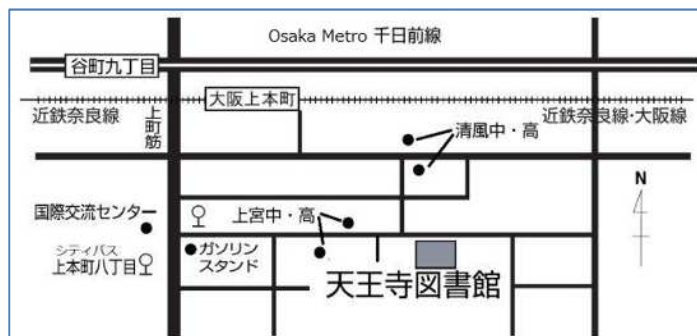 Osaka Metro 千日前線
谷町九丁目
大阪上本町
近鉄奈良線
上町筋
近鉄奈良線・大阪線
清風中・高
N
国際交流センター
上宮中・高
シティバス
上本町八丁目
ガソリン
スタンド
天王寺図書館